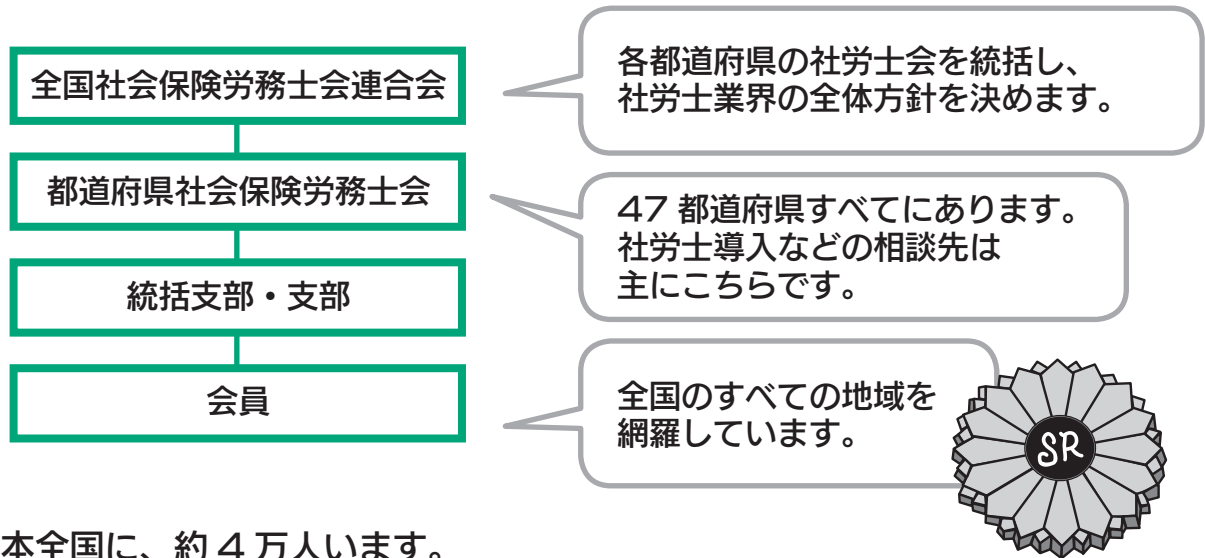 全国社会保険労務士会連合会
各都道府県の社労士会を統括し、
社労士業界の全体方針を決めます。
都道府県社会保険労務士会
47 都道府県すべてにあります。
社労士導入などの相談先は
主にこちらです。
統括支部・支部
会員
全国のすべての地域を
網羅しています。
SR
本全国に、約 4 万人います。